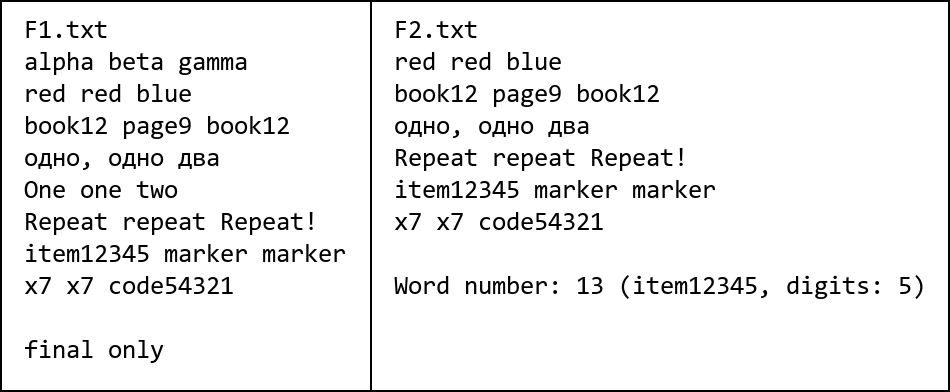 F1.txt
alpha beta gamma
red red blue
book12 page9 book12
одно, одно два
One one two
Repeat repeat Repeat!
item12345 marker marker
x7 x7 code54321
final only
F2.txt
red red blue
book12 page9 book12
одно, одно два
Repeat repeat Repeat!
item12345 marker marker
x7 x7 code54321
Word number: 13 (item12345, digits: 5)